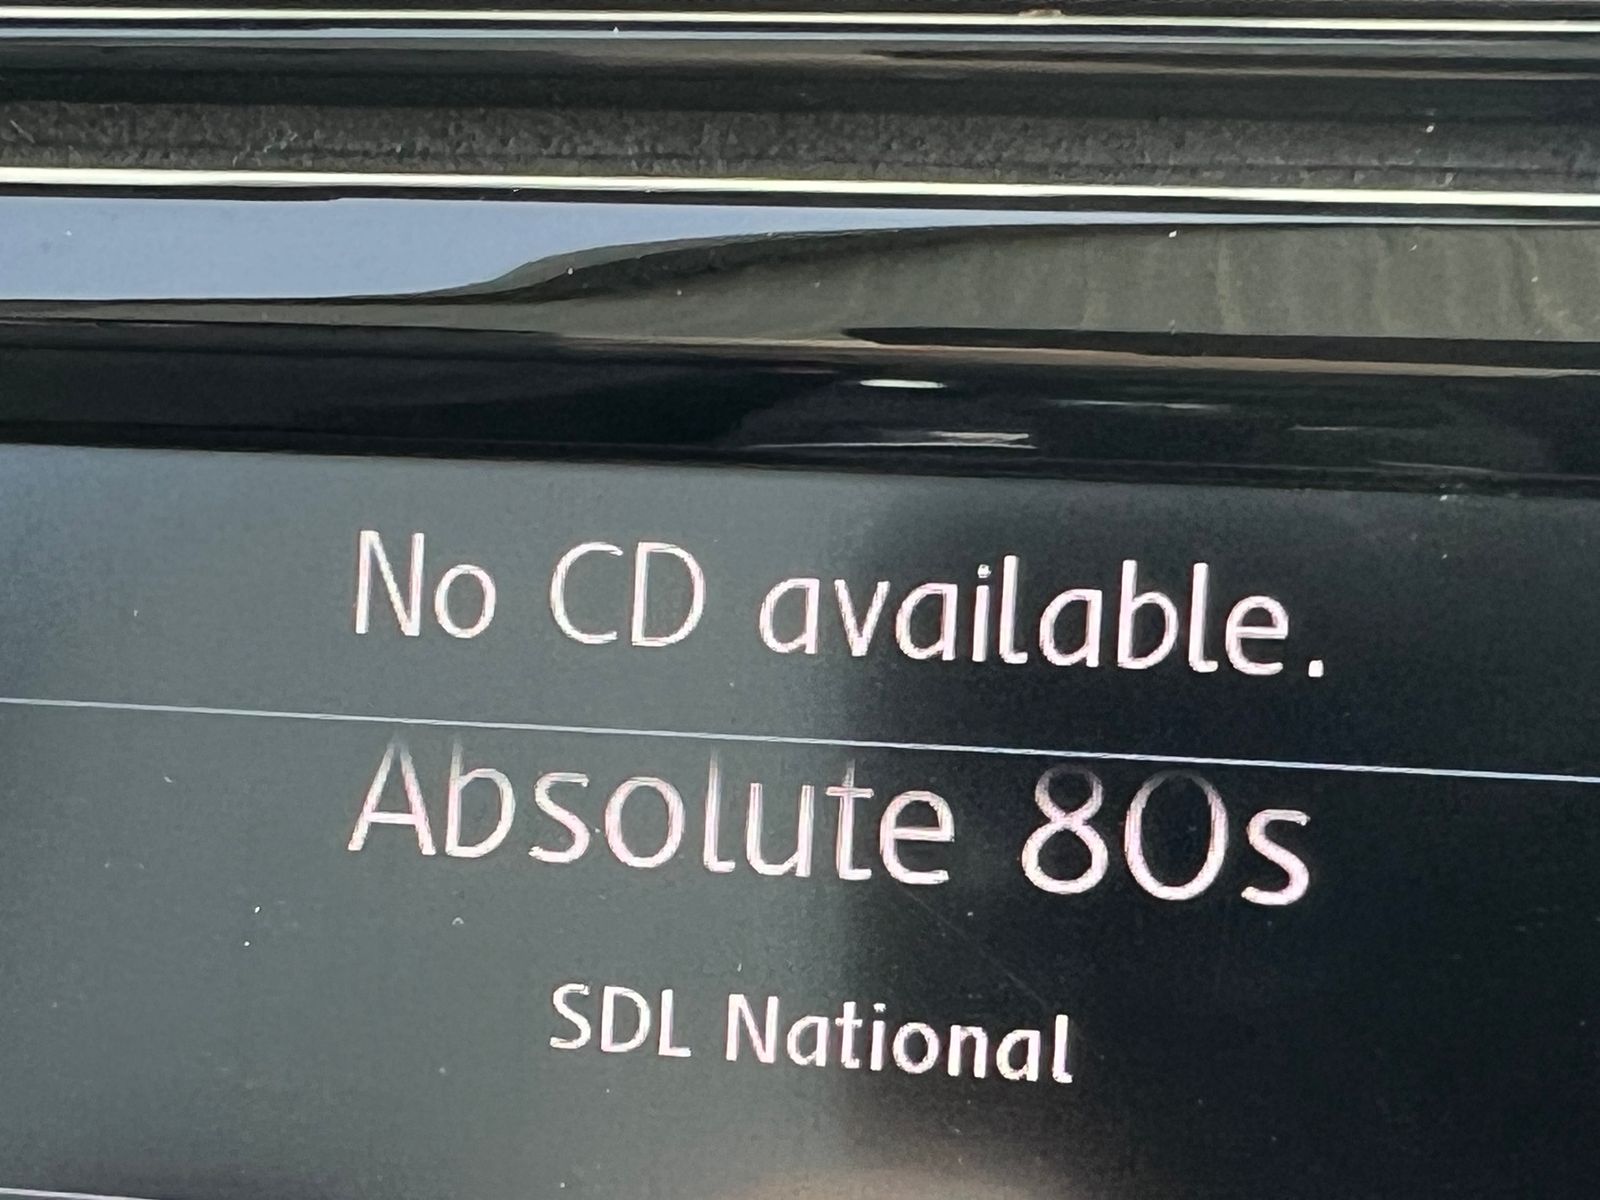 No CD available.
Absolute 80s
SDL National